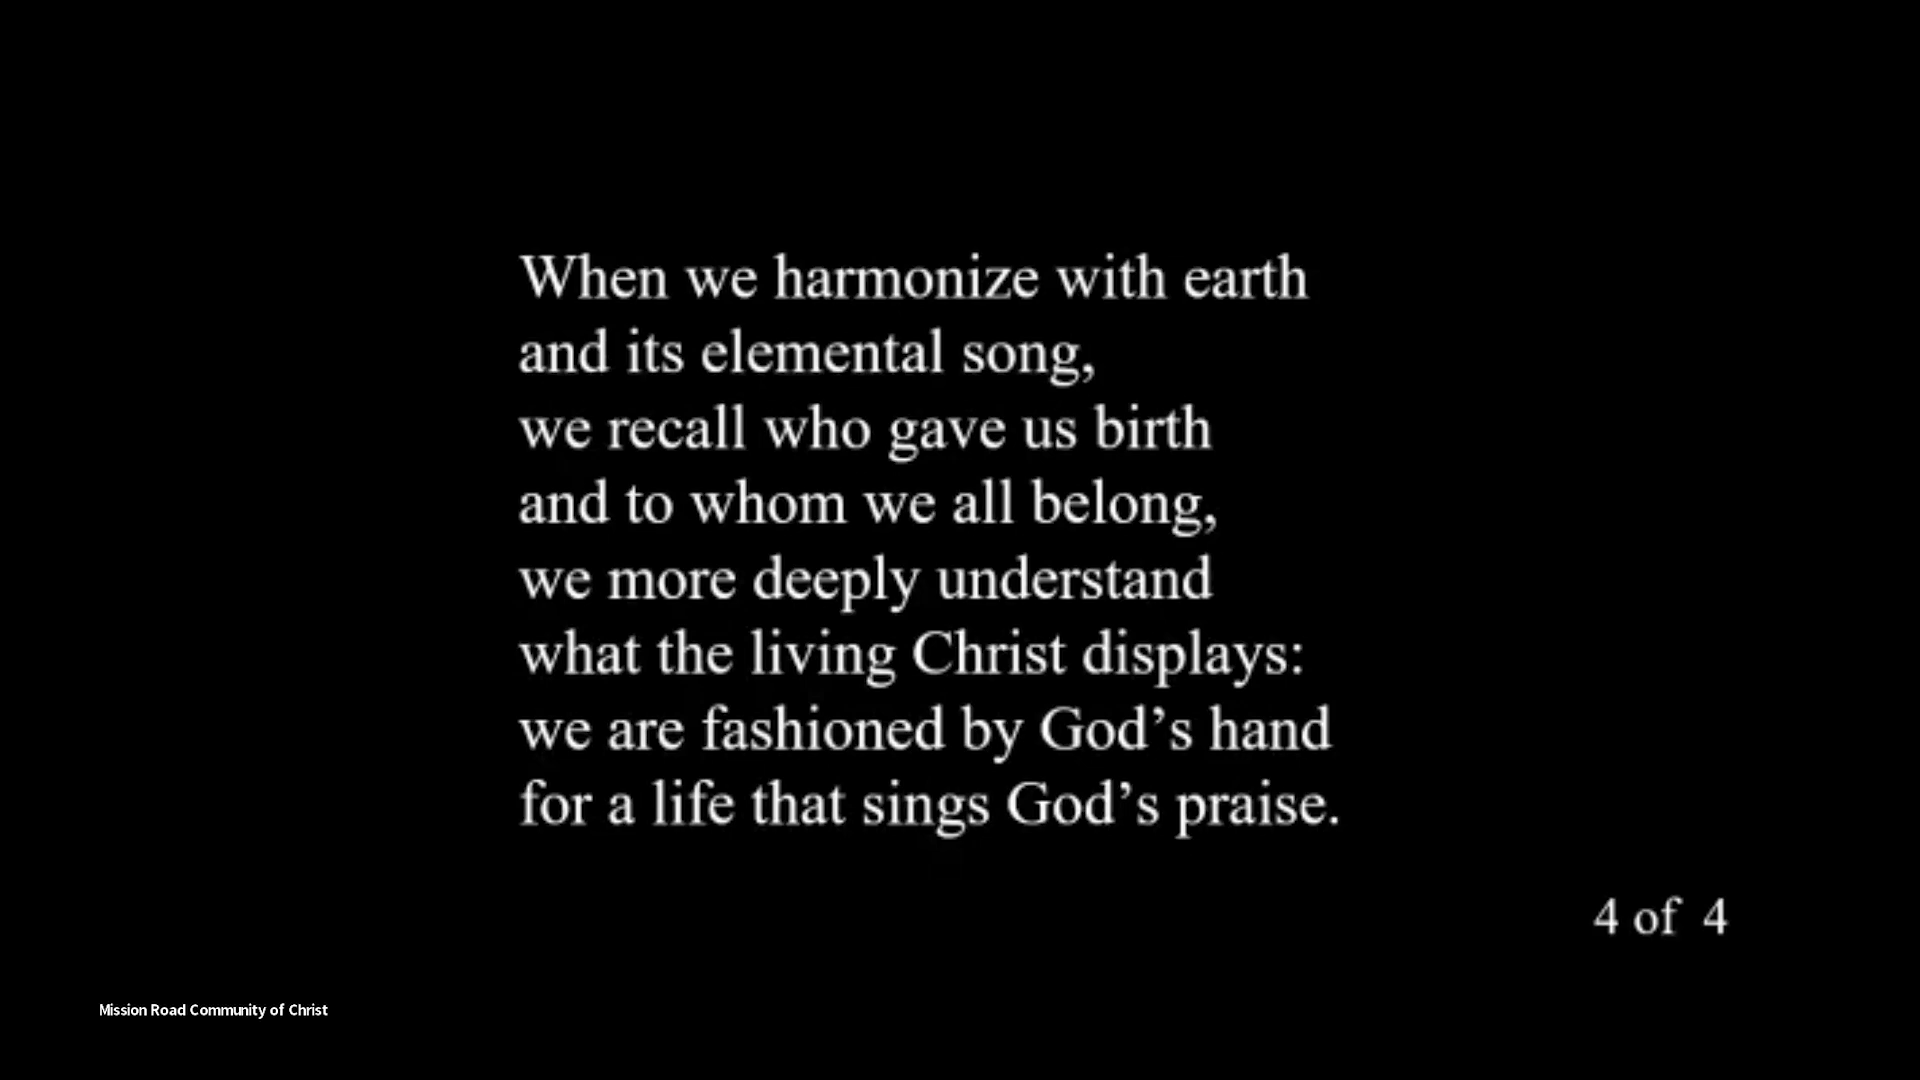 When we harmonize with earth
and its elemental song,
we recall who gave us birth
and to whom we all belong,
we more deeply understand
what the living Christ displays:
we are fashioned by God’s hand
for a life that sings God’s praise.
4 of 4
Mission Road Community of Christ